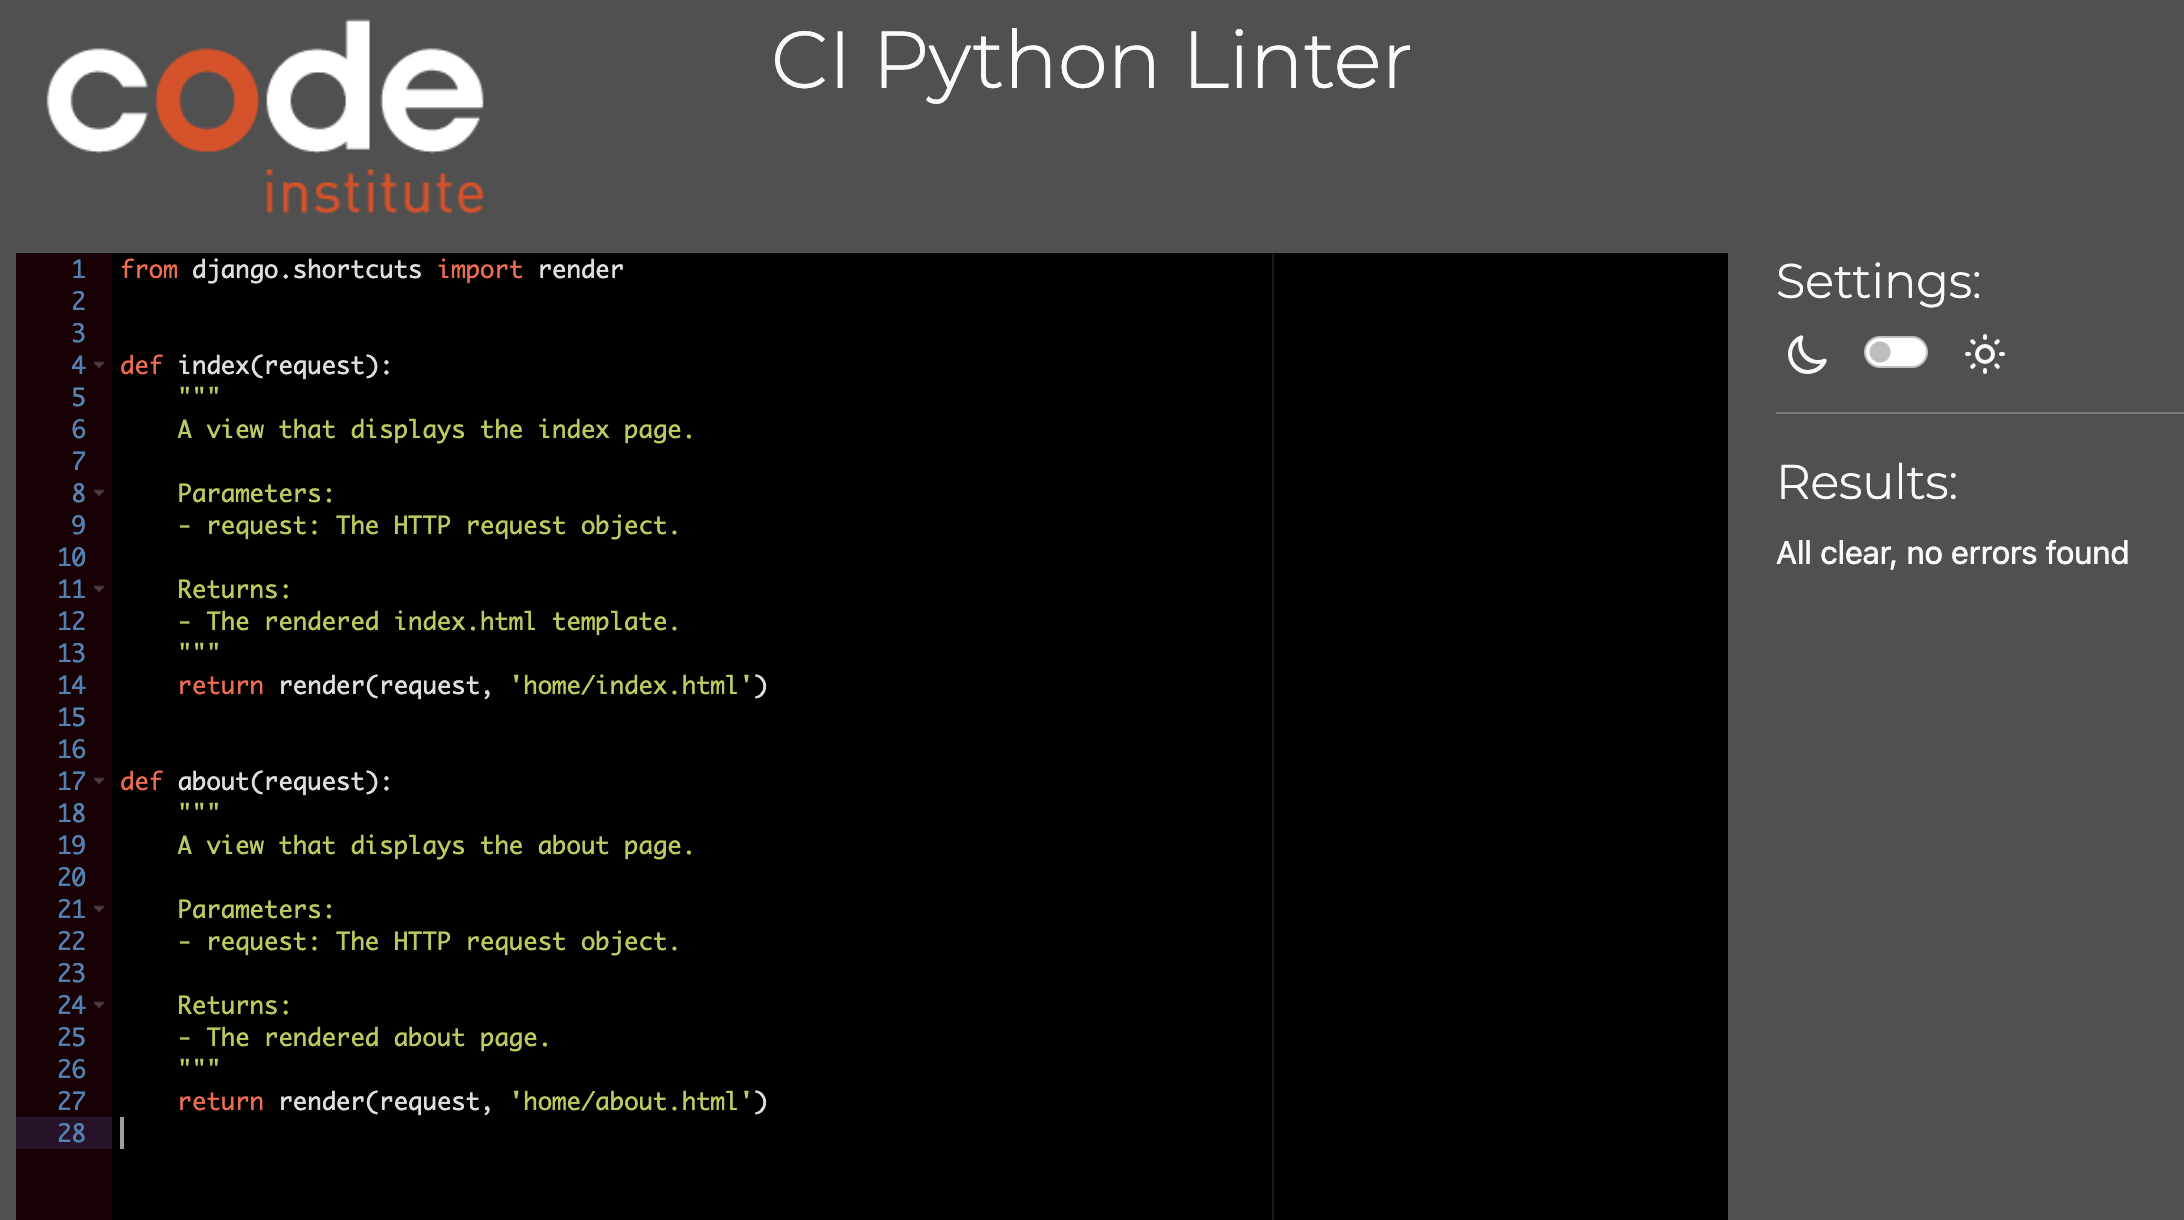 code
institute
CI Python Linter
1 from django.shortcuts import render
2
3
4 def index(request):
5     """
6     A view that displays the index page.
7
8     Parameters:
9     - request: The HTTP request object.
10
11     Returns:
12     - The rendered index.html template.
13     """
14     return render(request, 'home/index.html')
15
16
17 def about(request):
18     """
19     A view that displays the about page.
20
21     Parameters:
22     - request: The HTTP request object.
23
24     Returns:
25     - The rendered about page.
26     """
27     return render(request, 'home/about.html')
28
Settings:
Results:
All clear, no errors found